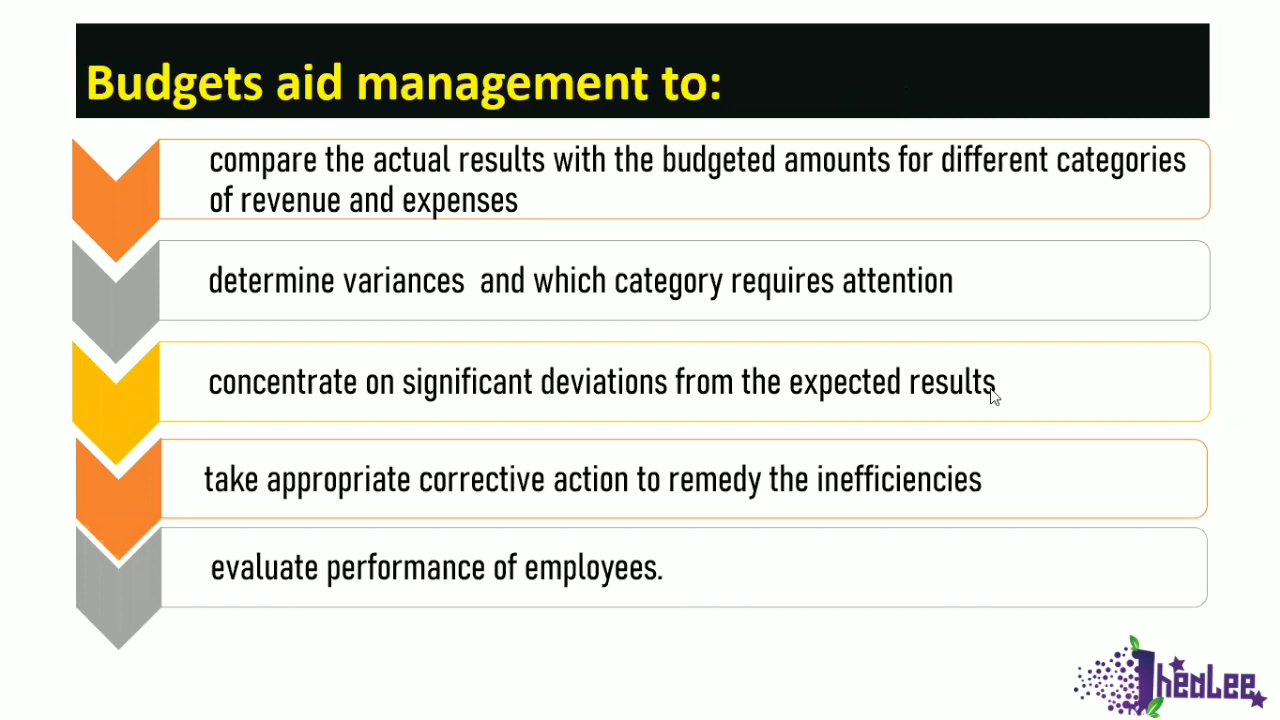 Budgets aid management to:
compare the actual results with the budgeted amounts for different categories
of revenue and expenses
determine variances  and which category requires attention
concentrate on significant deviations from the expected results
take appropriate corrective action to remedy the inefficiencies
evaluate performance of employees.
JheaLee